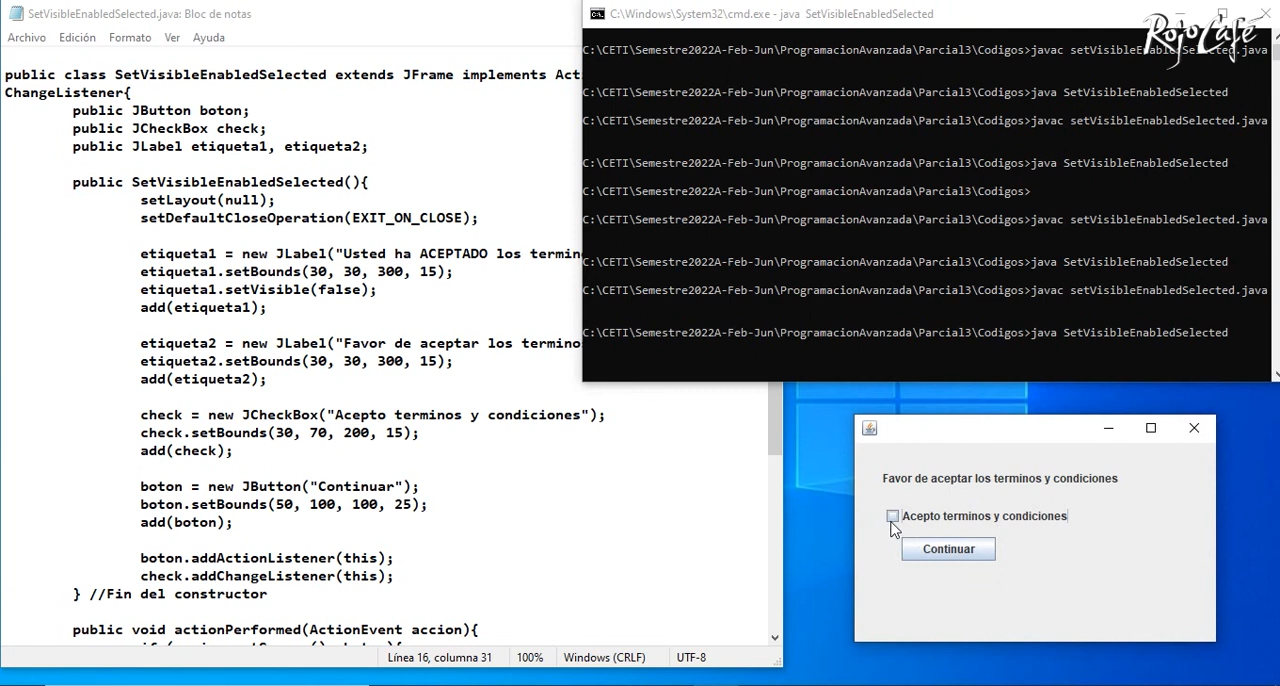 SetVisibleEnabledSelected.java: Bloc de notas
Archivo Edición Formato Ver Ayuda
public class SetVisibleEnabledSelected extends JFrame implements
ChangeListener{
public JButton boton;
public JCheckBox check;
public JLabel etiqueta1, etiqueta2;
public SetVisibleEnabledSelected(){
setLayout(null);
setDefaultCloseOperation(EXIT_ON_CLOSE);
etiqueta1 = new JLabel("Usted ha ACEPTADO los
etiqueta1.setBounds(30, 30, 300, 15);
etiqueta1.setVisible(false);
add(etiqueta1);
etiqueta2 = new JLabel("Favor de aceptar los
etiqueta2.setBounds(30, 30, 300, 15);
add(etiqueta2);
check = new JCheckBox("Acepto terminos y condiciones");
check.setBounds(30, 70, 200, 15);
add(check);
boton = new JButton("Continuar");
boton.setBounds(50, 100, 100, 25);
add(boton);
boton.addActionListener(this);
check.addChangeListener(this);
} //Fin del constructor
public void actionPerformed(ActionEvent accion){
Línea 16, columna 31 100% Windows (CRLF) UTF-8
C:\Windows\System32\cmd.exe - java SetVisibleEnabledSelected
RojoCafé
C:\CETI\Semestre2022A-Feb-Jun\ProgramacionAvanzada\Parcial3\Codigos>javac setVisibleEnabledSelected.java
C:\CETI\Semestre2022A-Feb-Jun\ProgramacionAvanzada\Parcial3\Codigos>java SetVisibleEnabledSelected
C:\CETI\Semestre2022A-Feb-Jun\ProgramacionAvanzada\Parcial3\Codigos>javac setVisibleEnabledSelected.java
C:\CETI\Semestre2022A-Feb-Jun\ProgramacionAvanzada\Parcial3\Codigos>java SetVisibleEnabledSelected
C:\CETI\Semestre2022A-Feb-Jun\ProgramacionAvanzada\Parcial3\Codigos>
C:\CETI\Semestre2022A-Feb-Jun\ProgramacionAvanzada\Parcial3\Codigos>javac setVisibleEnabledSelected.java
C:\CETI\Semestre2022A-Feb-Jun\ProgramacionAvanzada\Parcial3\Codigos>java SetVisibleEnabledSelected
C:\CETI\Semestre2022A-Feb-Jun\ProgramacionAvanzada\Parcial3\Codigos>javac setVisibleEnabledSelected.java
C:\CETI\Semestre2022A-Feb-Jun\ProgramacionAvanzada\Parcial3\Codigos>java SetVisibleEnabledSelected
Favor de aceptar los terminos y condiciones
Acepto terminos y condiciones
Continuar